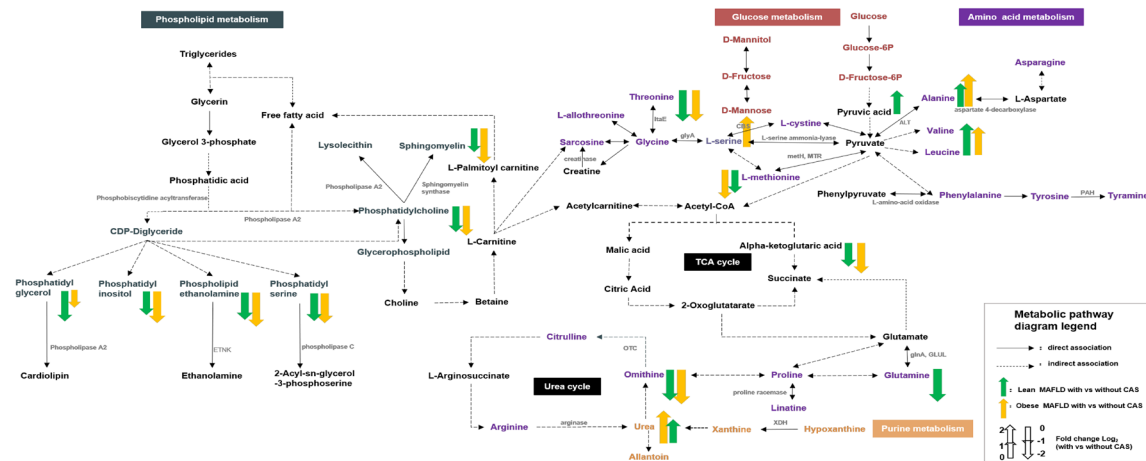 Phospholipid metabolism
Glucose metabolism
Glucose
Amino acid metabolism
Triglycerides
D-Mannitol
Glucose-6P
Asparagine
Glycerin
Free fatty acid
Threonine
D-Fructose
D-Fructose-6P
Alanine
aspartate 4-decarboxylase
L-Aspartate
Glycerol 3-phosphate
Lysolecithin
Sphingomyelin
L-allothreonine
ltaE
D-Mannose
Pyruvic acid
ALT
L-Palmitoyl carnitine
Sarcosine
Glycine
glyA
L-serine
CBS
L-cystine
L-serine ammonia-lyase
Pyruvate
Valine
Leucine
creatinase
Creatine
metH, MTR
L-methionine
Phosphatidic acid
Phospholipase A2
Sphingomyelin
synthase
Phosphobiscytidine acyltransferase
Phospholipase A2
Phosphatidylcholine
Acetylcarnitine
Acetyl-CoA
Phenylpyruvate
L-amino-acid oxidase
Phenylalanine
Tyrosine
PAH
Tyramine
CDP-Diglyceride
L-Carnitine
Glycerophospholipid
Malic acid
TCA cycle
Alpha-ketoglutaric acid
Succinate
Phosphatidyl
glycerol
Phosphatidyl
inositol
Phospholipid
ethanolamine
Phosphatidyl
serine
Choline
Betaine
Citric Acid
2-Oxoglutarate
Phospholipase A2
ETNK
phospholipase C
Cardiolipin
Ethanolamine
2-Acyl-sn-glycerol
-3-phosphoserine
Citrulline
OTC
Glutamate
glnA, GLUL
L-Arginosuccinate
Urea cycle
Ornithine
Proline
Glutamine
proline racemase
Linatine
Arginine
arginase
Urea
Xanthine
XDH
Hypoxanthine
Purine metabolism
Allantoin
Metabolic pathway
diagram legend
: direct association
: indirect association
: Lean MAFLD with vs without CAS
: Obese MAFLD with vs without CAS
2
1
0
0
-1
-2
Fold change Log2
(with vs without CAS)